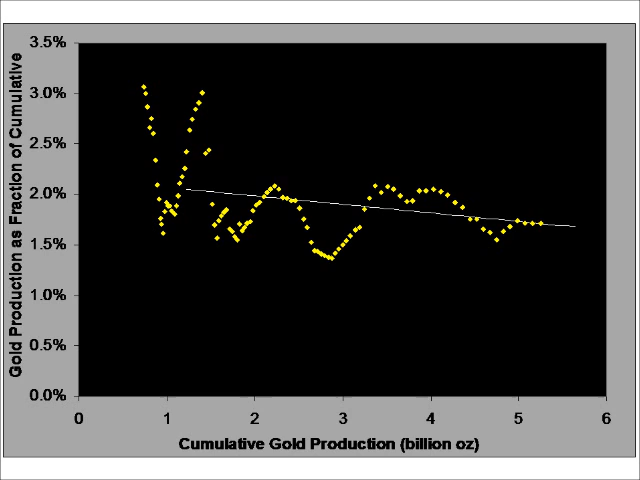 3.5%
3.0%
2.5%
2.0%
1.5%
1.0%
0.5%
0.0%
Gold Production as Fraction of Cumulative
0 1 2 3 4 5 6
Cumulative Gold Production (billion oz)